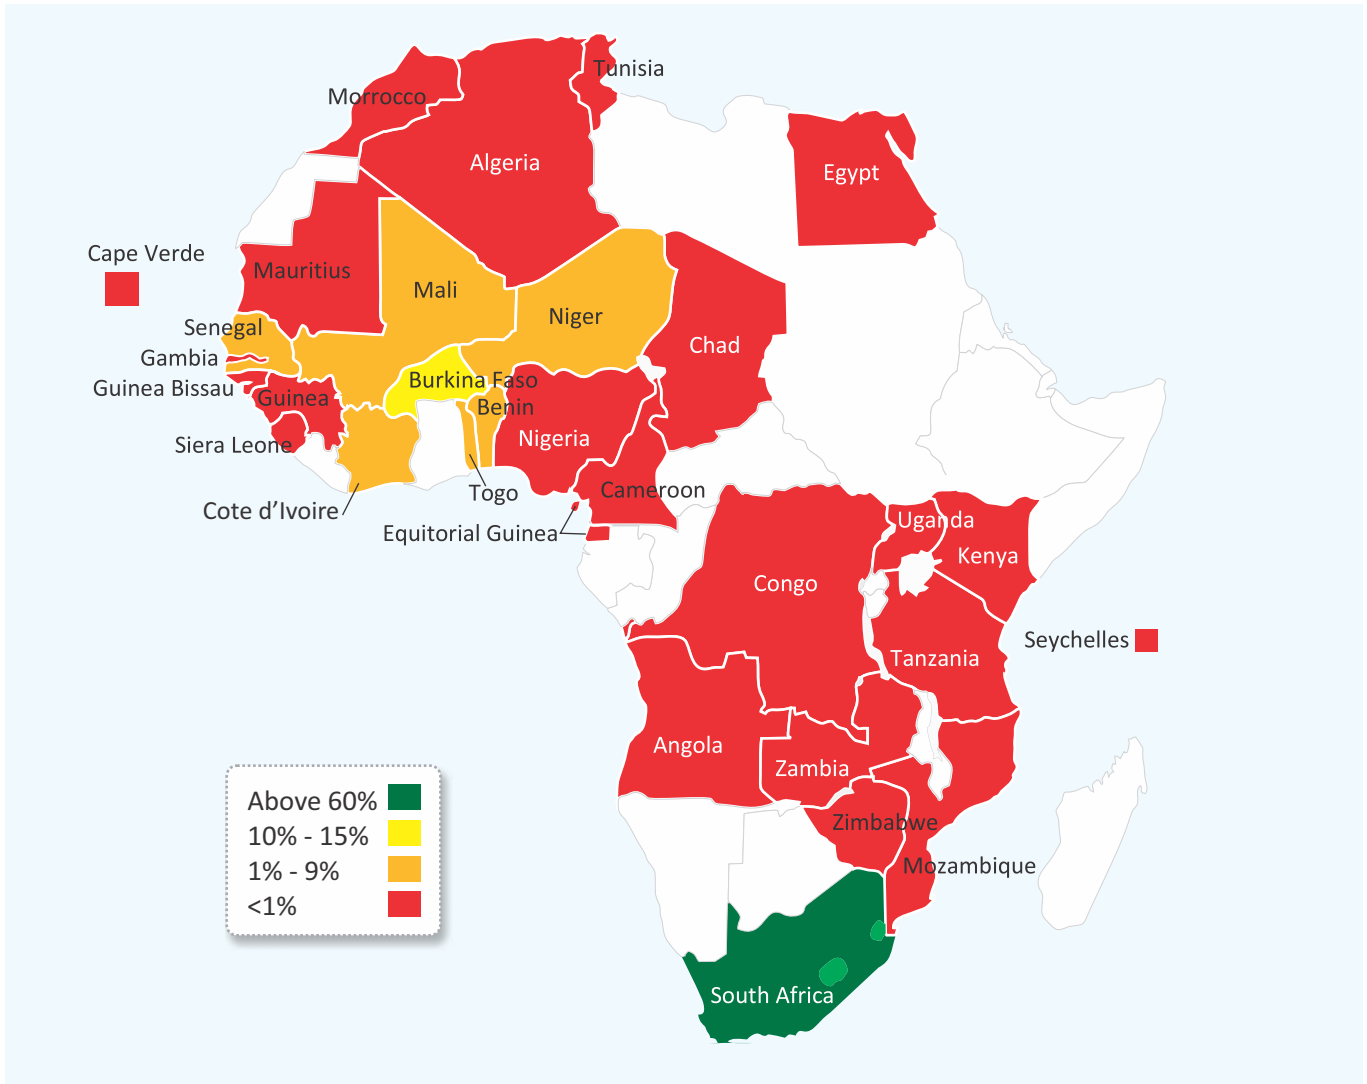 Tunisia
Morrocco
Algeria
Egypt
Cape Verde
Mauritius
Mali
Niger
Senegal
Chad
Gambia
Burkina Faso
Guinea Bissau
Guinea
Benin
Nigeria
Siera Leone
Togo
Cameroon
Cote d’Ivoire
Uganda
Equitorial Guinea
Kenya
Congo
Seychelles
Tanzania
Angola
Zambia
Above 60%
10% - 15%
1% - 9%
<1%
Zimbabwe
Mozambique
South Africa